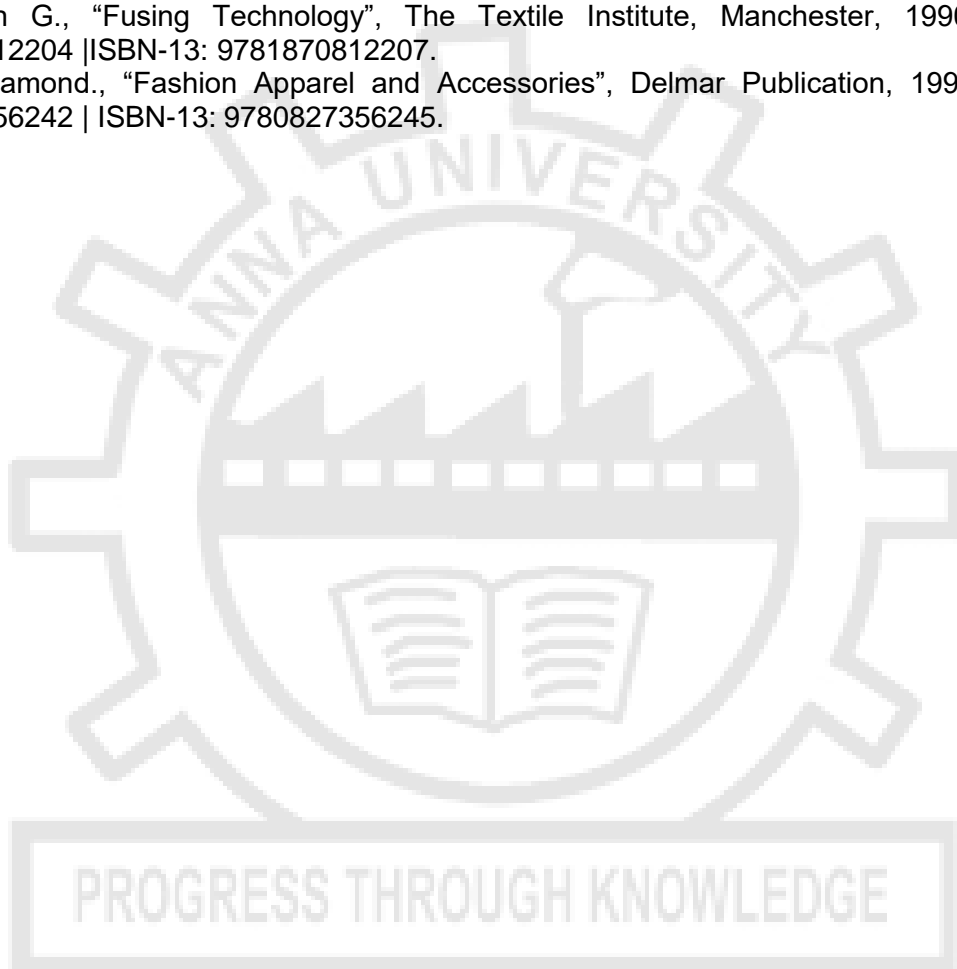 n G., “Fusing Technology”, The Textile Institute, Manchester, 1990
12204 |ISBN-13: 9781870812207.
amond., “Fashion Apparel and Accessories”, Delmar Publication, 199
56242 | ISBN-13: 9780827356245.
ANNA UNIVERSITY
PROGRESS THROUGH KNOWLEDGE